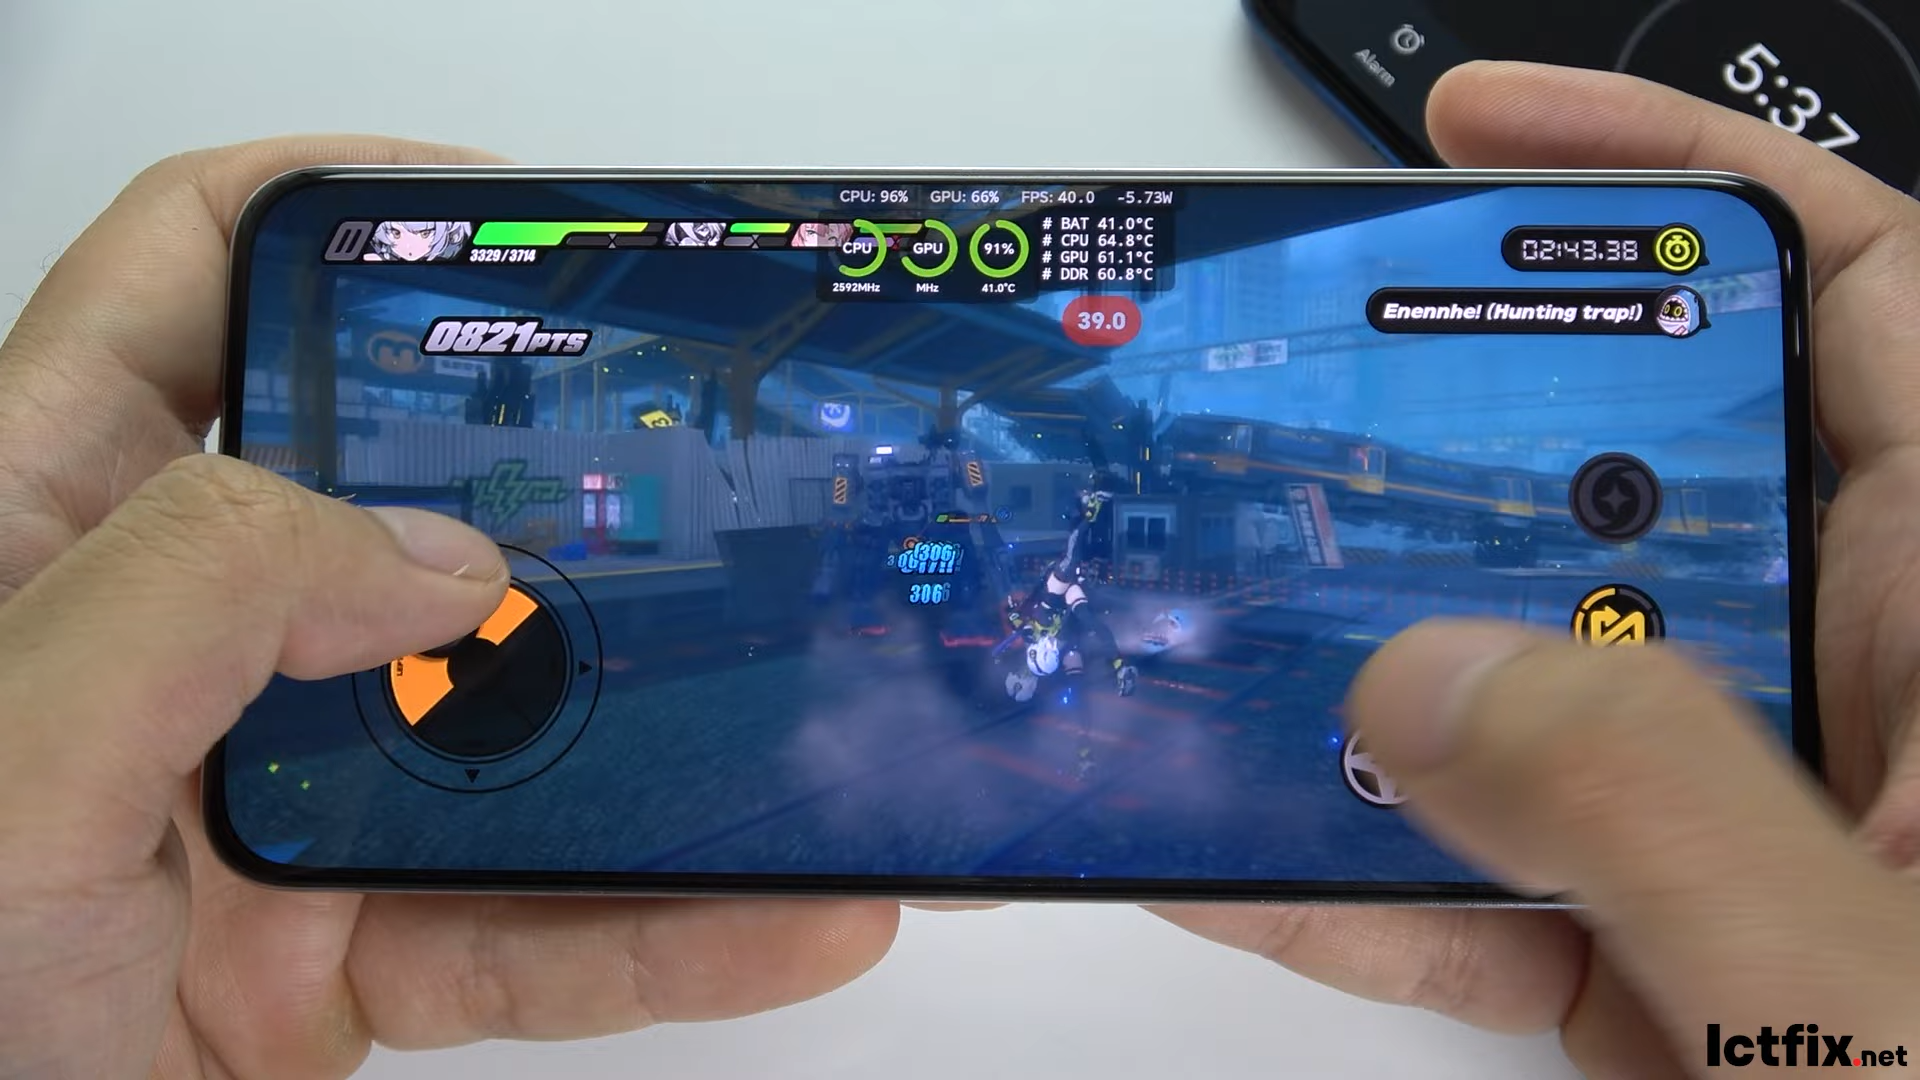 Alarm
5:37
CPU: 96% GPU: 66% FPS: 40.0 -5.73W
3329/3714
CPU
GPU
91%
2592MHz
MHz
41.0°C
# BAT 41.0°C
# CPU 64.8°C
# GPU 61.1°C
# DDR 60.8°C
39.0
02:43.38
Enennhe! (Hunting trap!)
0821PTS
3066
Ictfix.net